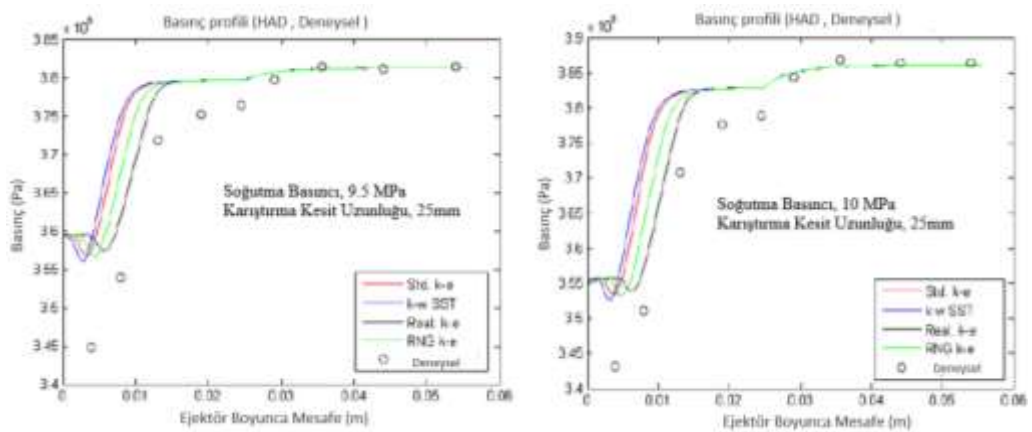 Basınç profili (HAD , Deneysel )
× 10⁶
3.85
3.8
3.75
3.7
3.65
3.6
3.55
3.5
3.45
3.4
Basınç (Pa)
Soğutma Basıncı, 9.5 MPa
Karıştırma Kesit Uzunluğu, 25mm
Std. k-e
k-w SST
Real. k-e
RNG k-e
Deneysel
0 0.01 0.02 0.03 0.04 0.05 0.06
Ejektör Boyunca Mesafe (m)
Basınç profili (HAD , Deneysel )
× 10⁶
3.9
3.85
3.8
3.75
3.7
3.65
3.6
3.55
3.5
3.45
3.4
Basınç (Pa)
Soğutma Basıncı, 10 MPa
Karıştırma Kesit Uzunluğu, 25mm
Std. k-e
k-w SST
Real. k-e
RNG k-e
Deneysel
0 0.01 0.02 0.03 0.04 0.05 0.06
Ejektör Boyunca Mesafe (m)